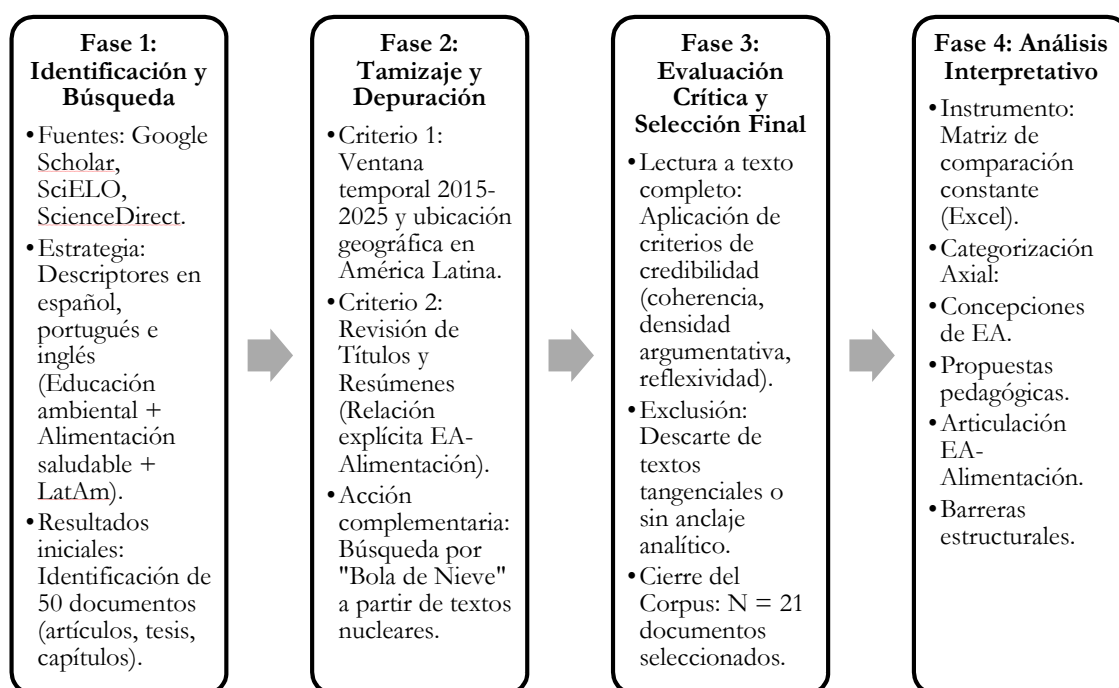 Fase 1:
Identificación y
Búsqueda
•Fuentes: Google
Scholar,
SciELO,
ScienceDirect.
•Estrategia:
Descriptores en
español,
portugués e
inglés
(Educación
ambiental +
Alimentación
saludable +
LatAm).
•Resultados
iniciales:
Identificación de
50 documentos
(artículos, tesis,
capítulos).
Fase 2:
Tamizaje y
Depuración
•Criterio 1:
Ventana
temporal 2015-
2025 y ubicación
geográfica en
América Latina.
•Criterio 2:
Revisión de
Títulos y
Resúmenes
(Relación
explícita EA-
Alimentación).
•Acción
complementaria:
Búsqueda por
"Bola de Nieve"
a partir de textos
nucleares.
Fase 3:
Evaluación
Crítica y
Selección Final
•Lectura a texto
completo:
Aplicación de
criterios de
credibilidad
(coherencia,
densidad
argumentativa,
reflexividad).
•Exclusión:
Descarte de
textos
tangenciales o
sin anclaje
analítico.
•Cierre del
Corpus: N = 21
documentos
seleccionados.
Fase 4: Análisis
Interpretativo
•Instrumento:
Matriz de
comparación
constante
(Excel).
•Categorización
Axial:
•Concepciones
de EA.
•Propuestas
pedagógicas.
•Articulación
EA-
Alimentación.
•Barreras
estructurales.